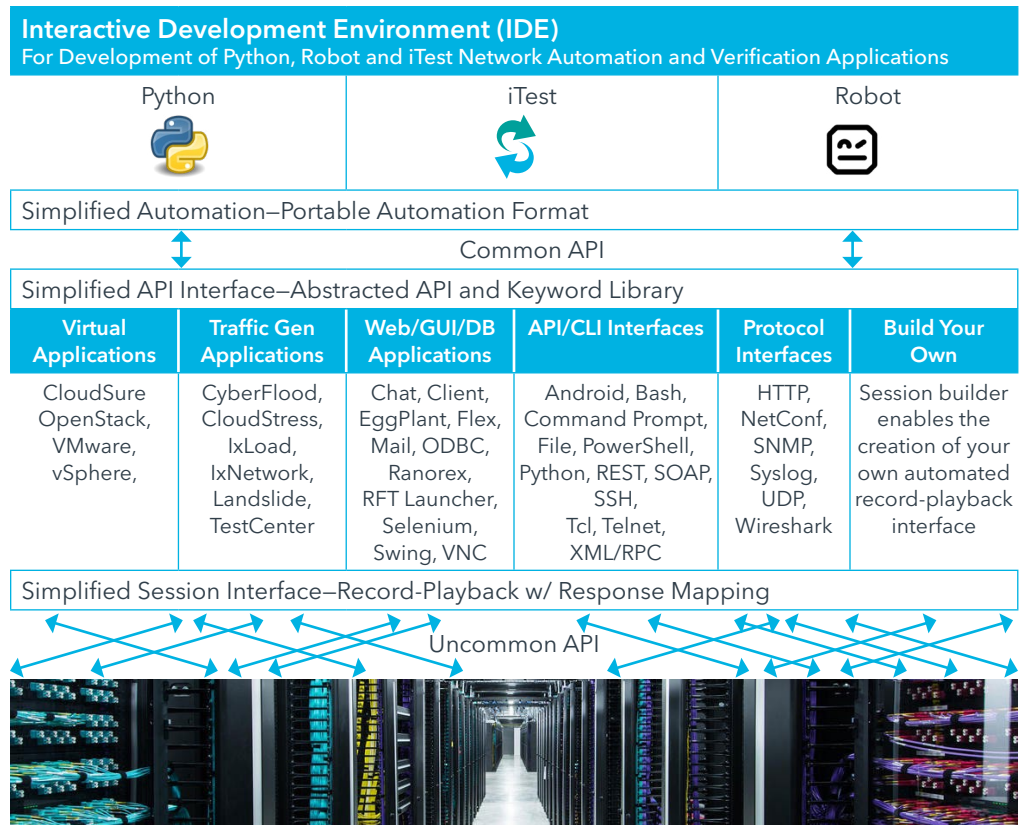 Interactive Development Environment (IDE)
For Development of Python, Robot and iTest Network Automation and Verification Applications
Python
iTest
Robot
Simplified Automation—Portable Automation Format
Common API
Simplified API Interface—Abstracted API and Keyword Library
Virtual
Applications
Traffic Gen
Applications
Web/GUI/DB
Applications
API/CLI Interfaces
Protocol
Interfaces
Build Your
Own
CloudSure
OpenStack,
VMware,
vSphere,
CyberFlood,
CloudStress,
IxLoad,
IxNetwork,
Landslide,
TestCenter
Chat, Client,
EggPlant, Flex,
Mail, ODBC,
Ranorex,
RFT Launcher,
Selenium,
Swing, VNC
Android, Bash,
Command Prompt,
File, PowerShell,
Python, REST, SOAP,
SSH,
Tcl, Telnet,
XML/RPC
HTTP,
NetConf,
SNMP,
Syslog,
UDP,
Wireshark
Session builder
enables the
creation of your
own automated
record-playback
interface
Simplified Session Interface—Record-Playback w/ Response Mapping
Uncommon API